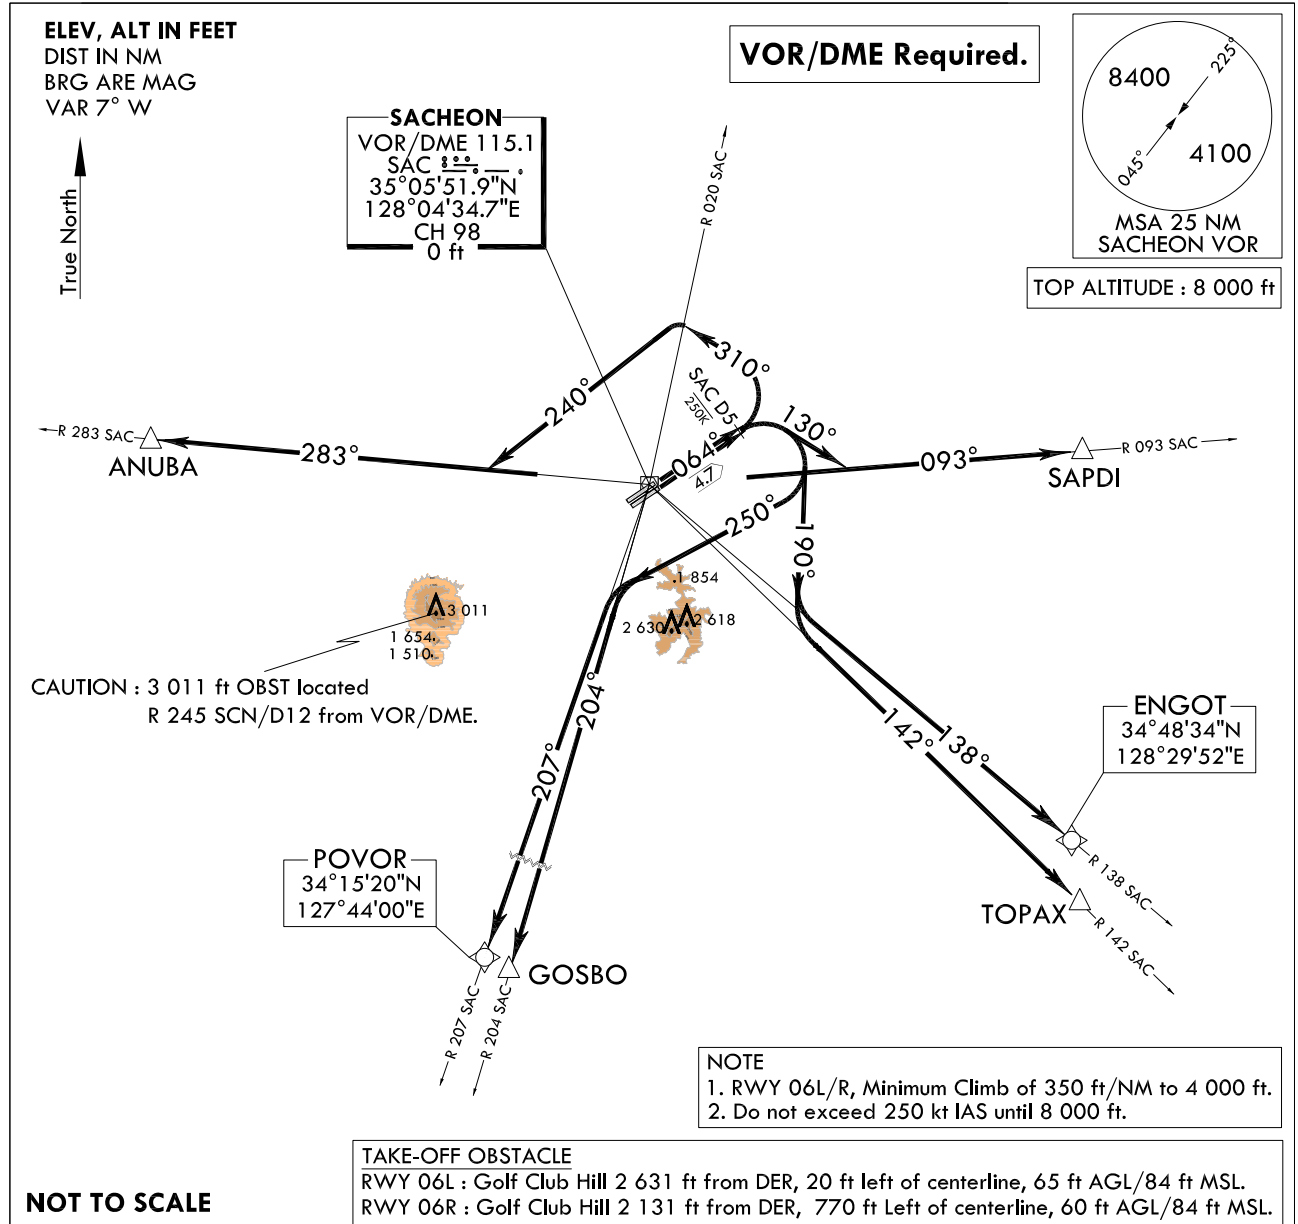 ELEV, ALT IN FEET
DIST IN NM
BRG ARE MAG
VAR 7° W
True North
SACHEON
VOR/DME 115.1
SAC
35°05'51.9"N
128°04'34.7"E
CH 98
0 ft
VOR/DME Required.
8400
225°
4100
045°
MSA 25 NM
SACHEON VOR
TOP ALTITUDE : 8 000 ft
R 020 SAC
310°
240°
SAC D5
250K
130°
064°
4.7
R 283 SAC
ANUBA
283°
093°
R 093 SAC
SAPDI
250°
190°
3 011
1 654
1 510
1 854
2 630
2 618
CAUTION : 3 011 ft OBST located
R 245 SCN/D12 from VOR/DME.
204°
207°
142°
138°
ENGOT
34°48'34"N
128°29'52"E
POVOR
34°15'20"N
127°44'00"E
R 138 SAC
TOPAX
R 142 SAC
GOSBO
R 207 SAC
R 204 SAC
NOTE
1. RWY 06L/R, Minimum Climb of 350 ft/NM to 4 000 ft.
2. Do not exceed 250 kt IAS until 8 000 ft.
TAKE-OFF OBSTACLE
RWY 06L : Golf Club Hill 2 631 ft from DER, 20 ft left of centerline, 65 ft AGL/84 ft MSL.
RWY 06R : Golf Club Hill 2 131 ft from DER, 770 ft Left of centerline, 60 ft AGL/84 ft MSL.
NOT TO SCALE